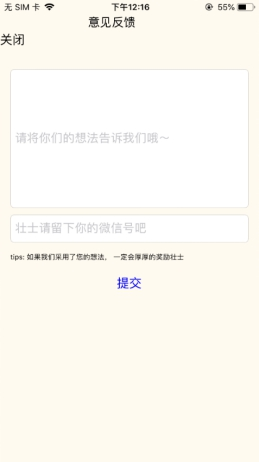 无 SIM 卡 下午12:16 55%
意见反馈
关闭
请将你们的想法告诉我们哦～
壮士请留下你的微信号吧
tips: 如果我们采用了您的想法， 一定会厚厚的奖励壮士
提交